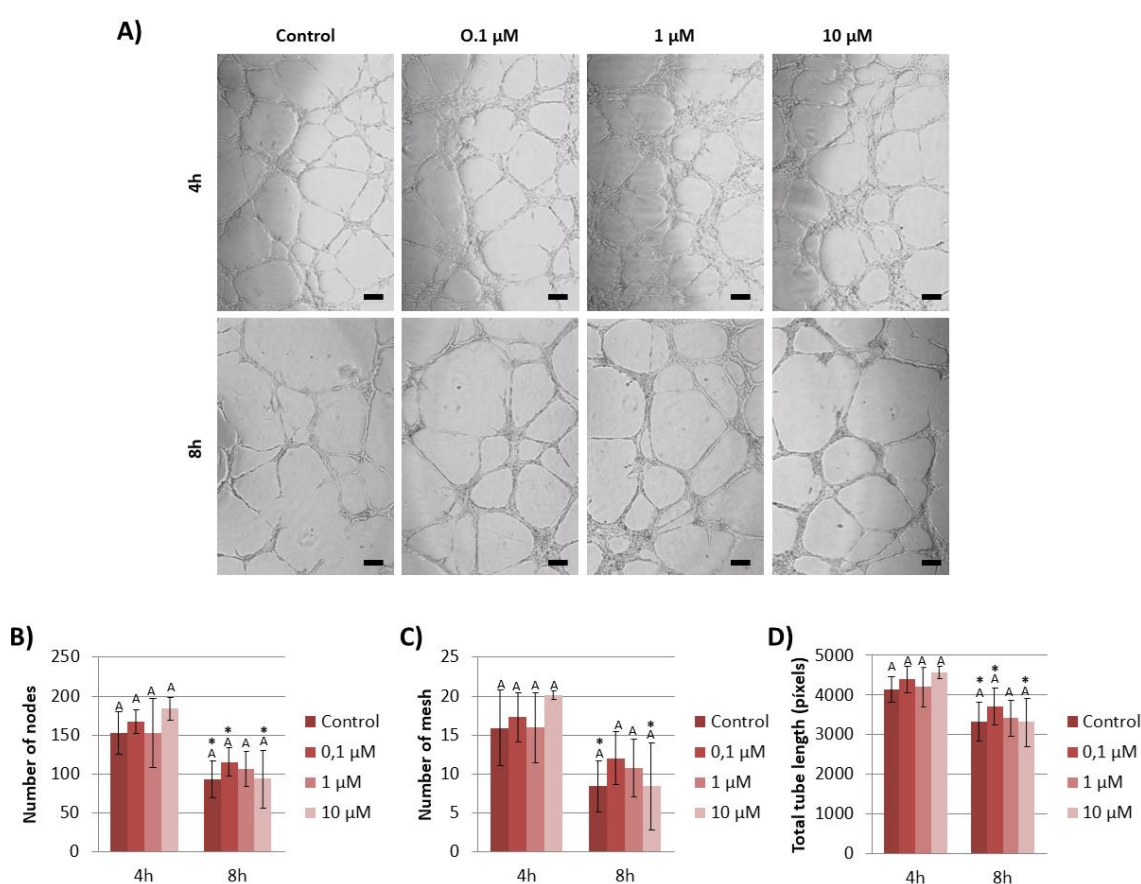 A)
Control O.1 µM 1 µM 10 µM
4h
8h
B)
Number of nodes
250
200
150
100
50
0
A A A A
* A * A A * A
4h 8h
Control
0,1 µM
1 µM
10 µM
C)
Number of mesh
25
20
15
10
5
0
A A A A
* A A A * A
4h 8h
Control
0,1 µM
1 µM
10 µM
D)
Total tube length (píxels)
5000
4000
3000
2000
1000
0
A A A A
* A * A A * A
4h 8h
Control
0,1 µM
1 µM
10 µM